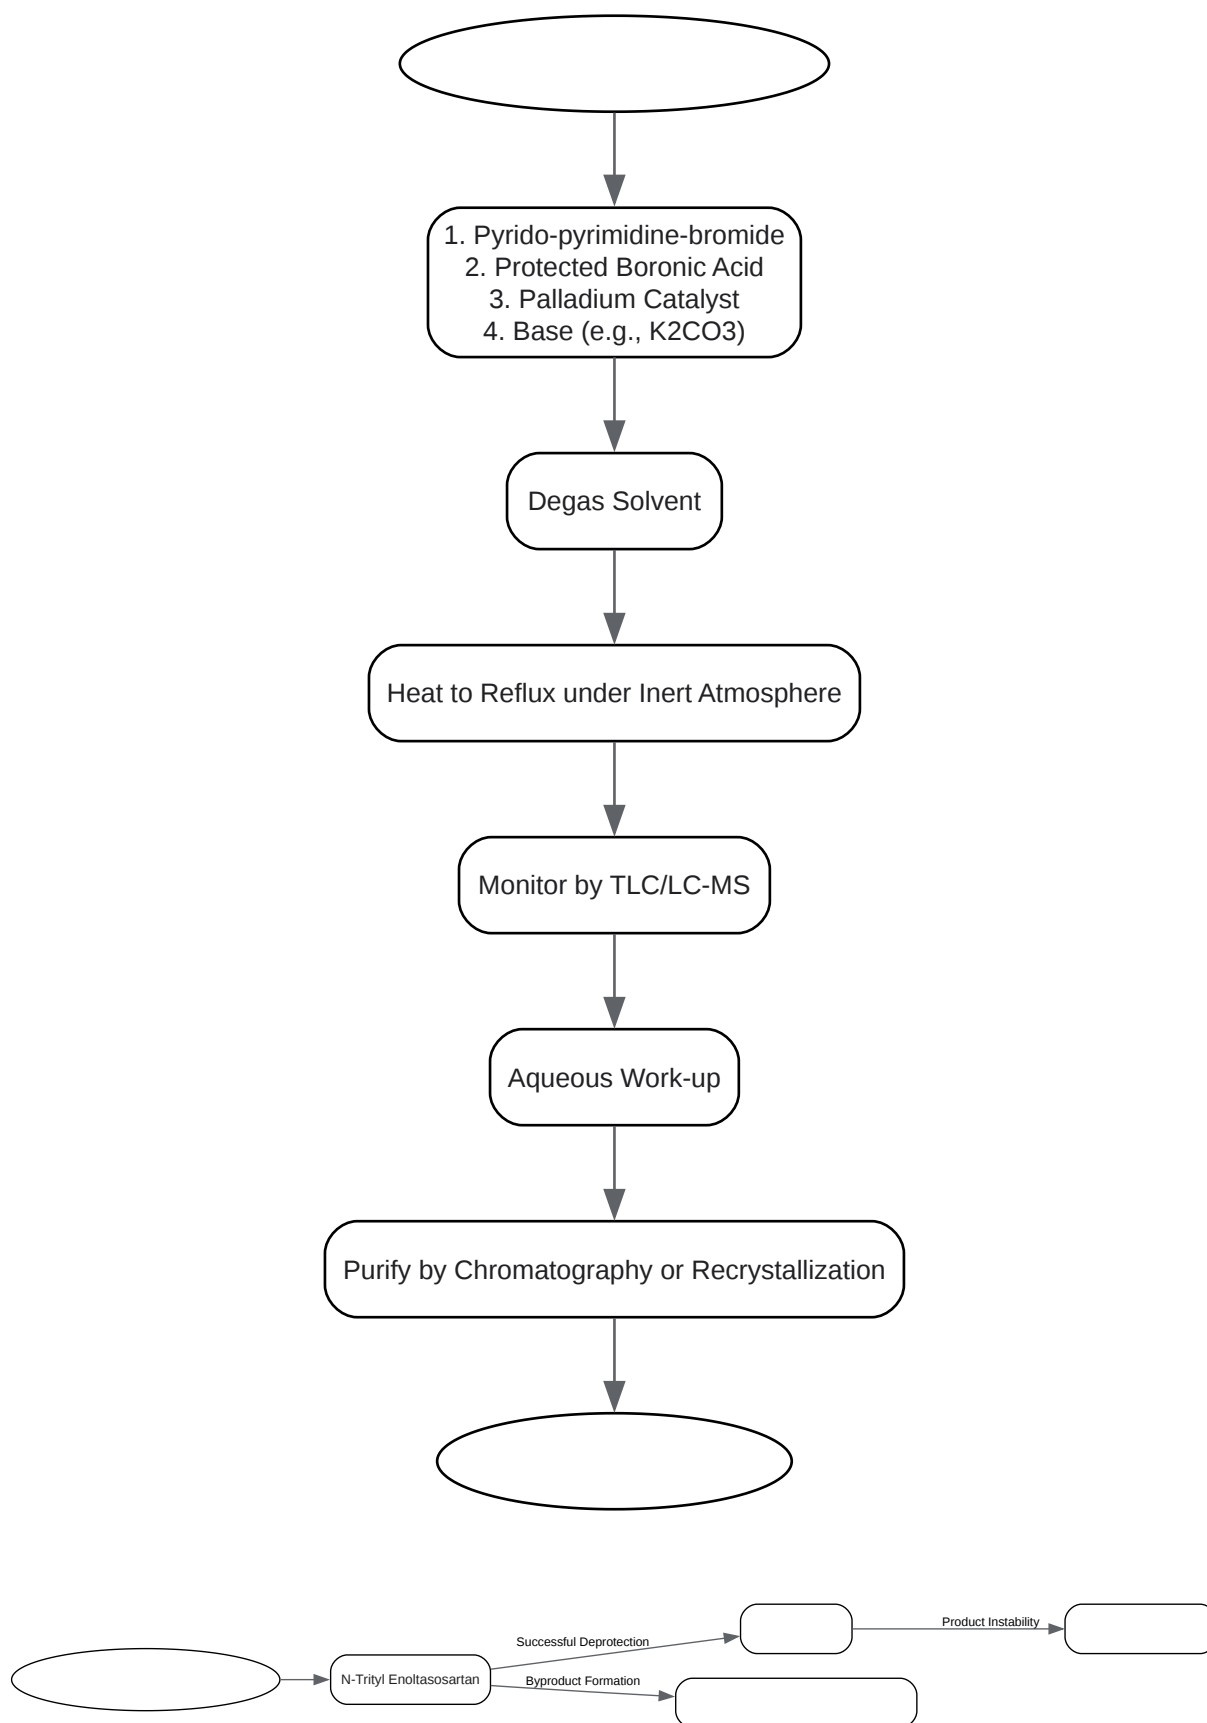 1. Pyrido-pyrimidine-bromide
2. Protected Boronic Acid
3. Palladium Catalyst
4. Base (e.g., K2CO3)
Degas Solvent
Heat to Reflux under Inert Atmosphere
Monitor by TLC/LC-MS
Aqueous Work-up
Purify by Chromatography or Recrystallization
N-Trityl Enoltasosartan
Successful Deprotection
Byproduct Formation
Product Instability